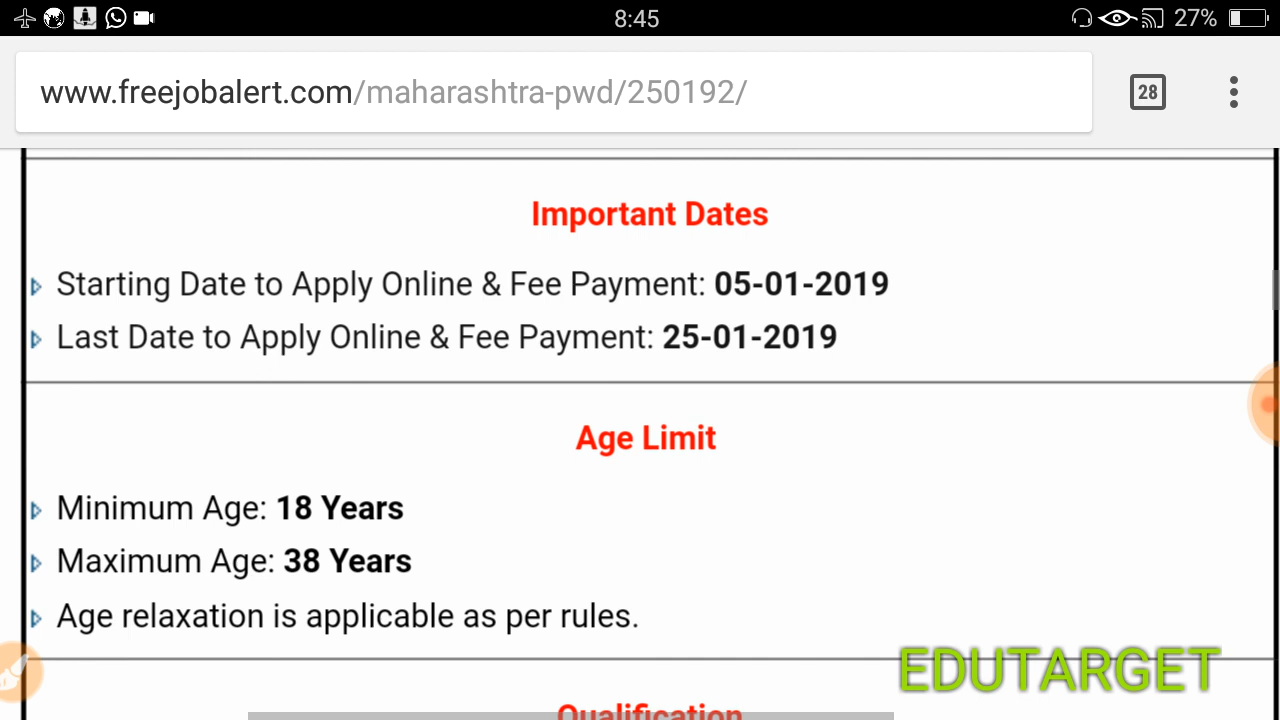 8:45
27%
www.freejobalert.com/maharashtra-pwd/250192/
28
Important Dates
Starting Date to Apply Online & Fee Payment: 05-01-2019
Last Date to Apply Online & Fee Payment: 25-01-2019
Age Limit
Minimum Age: 18 Years
Maximum Age: 38 Years
Age relaxation is applicable as per rules.
EDUTARGET
Qualification